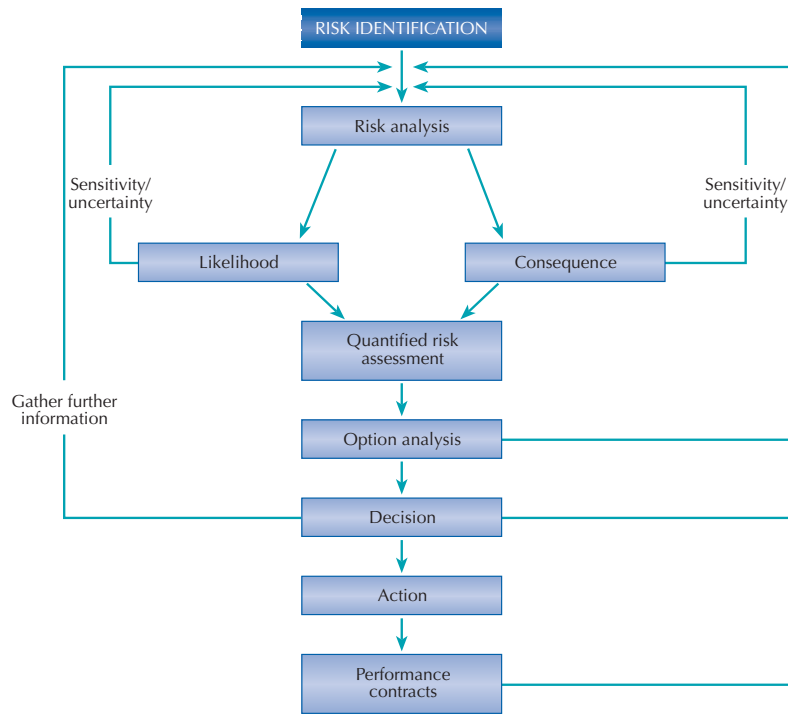 RISK IDENTIFICATION
Risk analysis
Sensitivity/
uncertainty
Sensitivity/
uncertainty
Likelihood
Consequence
Quantified risk
assessment
Gather further
information
Option analysis
Decision
Action
Performance
contracts